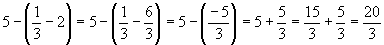 5 − (1/3 − 2) = 5 − (1/3 − 6/3) = 5 − (−5/3) = 5 + 5/3 = 15/3 + 5/3 = 20/3